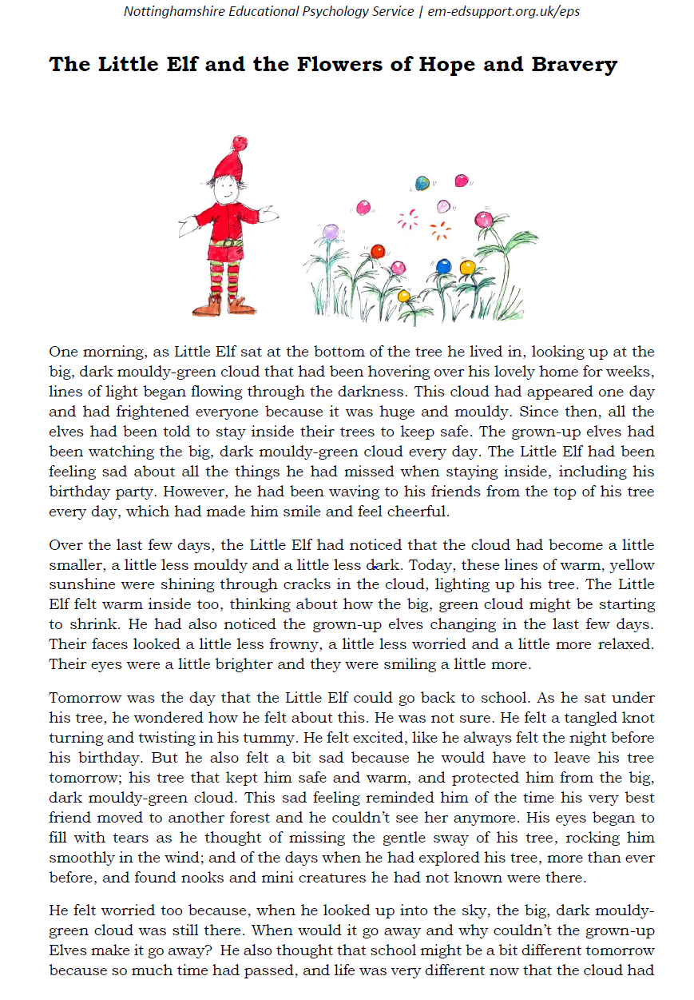 Nottinghamshire Educational Psychology Service | em-edsupport.org.uk/eps
The Little Elf and the Flowers of Hope and Bravery
One morning, as Little Elf sat at the bottom of the tree he lived in, looking up at the
big, dark mouldy-green cloud that had been hovering over his lovely home for weeks,
lines of light began flowing through the darkness. This cloud had appeared one day
and had frightened everyone because it was huge and mouldy. Since then, all the
elves had been told to stay inside their trees to keep safe. The grown-up elves had
been watching the big, dark mouldy-green cloud every day. The Little Elf had been
feeling sad about all the things he had missed when staying inside, including his
birthday party. However, he had been waving to his friends from the top of his tree
every day, which had made him smile and feel cheerful.
Over the last few days, the Little Elf had noticed that the cloud had become a little
smaller, a little less mouldy and a little less dark. Today, these lines of warm, yellow
sunshine were shining through cracks in the cloud, lighting up his tree. The Little
Elf felt warm inside too, thinking about how the big, green cloud might be starting
to shrink. He had also noticed the grown-up elves changing in the last few days.
Their faces looked a little less frowny, a little less worried and a little more relaxed.
Their eyes were a little brighter and they were smiling a little more.
Tomorrow was the day that the Little Elf could go back to school. As he sat under
his tree, he wondered how he felt about this. He was not sure. He felt a tangled knot
turning and twisting in his tummy. He felt excited, like he always felt the night before
his birthday. But he also felt a bit sad because he would have to leave his tree
tomorrow; his tree that kept him safe and warm, and protected him from the big,
dark mouldy-green cloud. This sad feeling reminded him of the time his very best
friend moved to another forest and he couldn’t see her anymore. His eyes began to
fill with tears as he thought of missing the gentle sway of his tree, rocking him
smoothly in the wind; and of the days when he had explored his tree, more than ever
before, and found nooks and mini creatures he had not known were there.
He felt worried too because, when he looked up into the sky, the big, dark mouldy-
green cloud was still there. When would it go away and why couldn’t the grown-up
Elves make it go away? He also thought that school might be a bit different tomorrow
because so much time had passed, and life was very different now that the cloud had